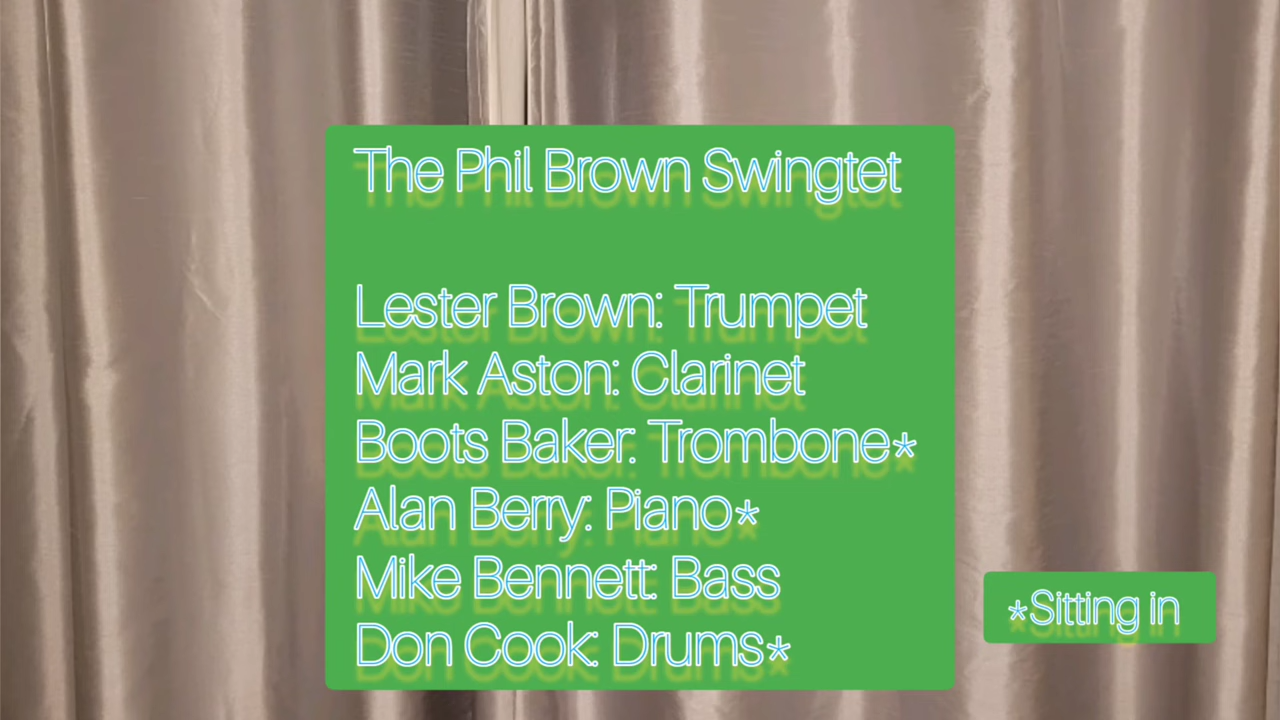 The Phil Brown Swingtet
Lester Brown: Trumpet
Mark Aston: Clarinet
Boots Baker: Trombone*
Alan Berry: Piano*
Mike Bennett: Bass
Don Cook: Drums*
*Sitting in